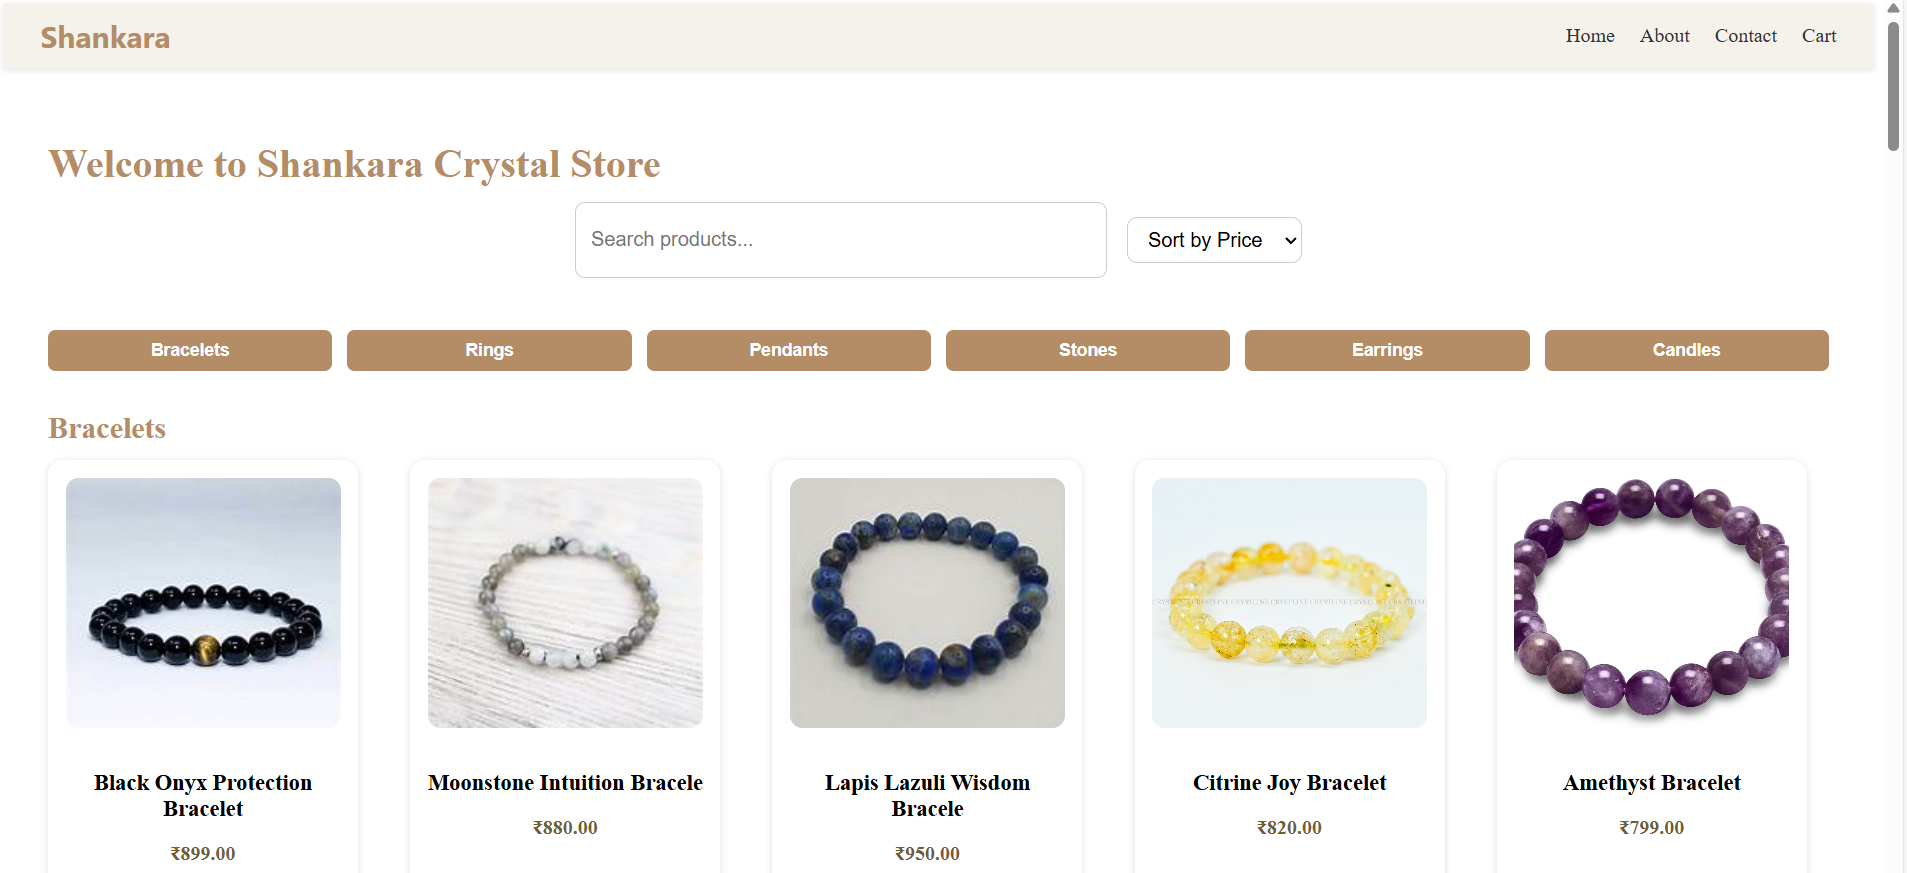 Shankara
Home About Contact Cart
Welcome to Shankara Crystal Store
Search products...
Sort by Price
Bracelets Rings Pendants Stones Earrings Candles
Bracelets
Black Onyx Protection
Bracelet
₹899.00
Moonstone Intuition Bracele
₹880.00
Lapis Lazuli Wisdom
Bracele
₹950.00
Citrine Joy Bracelet
₹820.00
Amethyst Bracelet
₹799.00